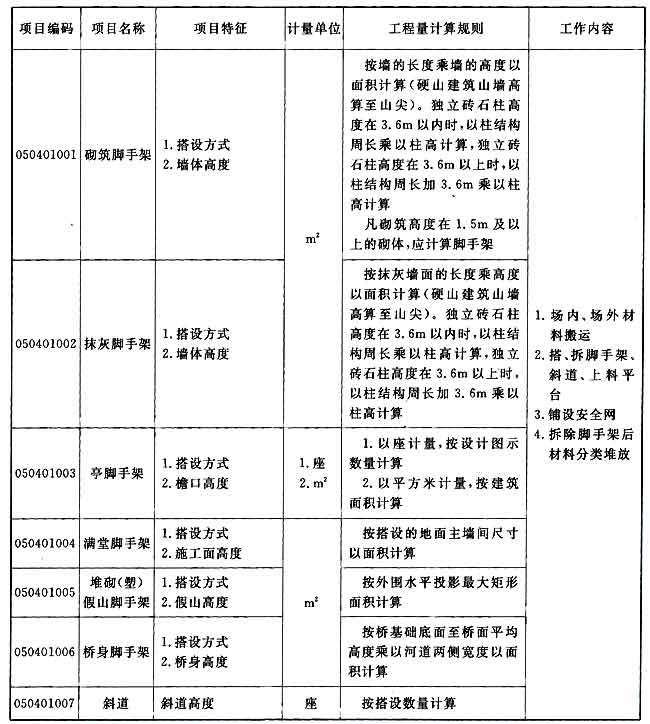 项目编码 项目名称 项目特征 计量单位 工程量计算规则 工作内容
050401001 砌筑脚手架
1.搭设方式
2.墙体高度
m²
按墙的长度乘墙的高度以
面积计算(硬山建筑山墙高
算至山尖)。独立砖石柱高
度在3.6m以内时,以柱结构
周长乘以柱高计算,独立砖
石柱高度在3.6m以上时,以
柱结构周长加3.6m乘以柱
高计算
凡砌筑高度在1.5m及以
上的砌体,应计算脚手架
050401002 抹灰脚手架
1.搭设方式
2.墙体高度
按抹灰墙面的长度乘高度
以面积计算(硬山建筑山墙
高算至山尖)。独立砖石柱
高度在3.6m以内时,以柱结
构周长乘以柱高计算,独立
砖石柱高度在3.6m以上时,
以柱结构周长加3.6m乘以
柱高计算
050401003 亭脚手架
1.搭设方式
2.檐口高度
1.座
2.m²
1.以座计量,按设计图示
数量计算
2.以平方米计量,按建筑
面积计算
050401004 满堂脚手架
1.搭设方式
2.施工面高度
m²
按搭设的地面主墙间尺寸
以面积计算
050401005
堆砌(塑)
假山脚手架
1.搭设方式
2.假山高度
按外围水平投影最大矩形
面积计算
050401006 桥身脚手架
1.搭设方式
2.桥身高度
按桥基础底面至桥面平均
高度乘以河道两侧宽度以面
积计算
050401007 斜道 斜道高度 座 按搭设数量计算
1.场内、场外材
料搬运
2.搭、拆脚手架、
斜道、上料平
台
3.铺设安全网
4.拆除脚手架后
材料分类堆放